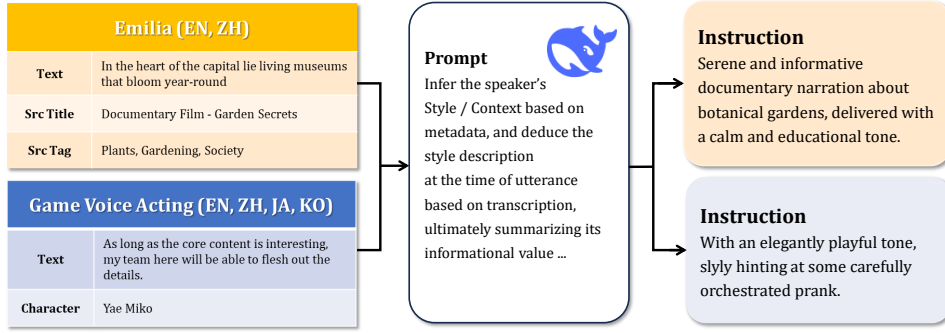 Emilia (EN, ZH)
Text
In the heart of the capital lie living museums
that bloom year-round
Src Title
Documentary Film - Garden Secrets
Src Tag
Plants, Gardening, Society
Game Voice Acting (EN, ZH, JA, KO)
Text
As long as the core content is interesting,
my team here will be able to flesh out the
details.
Character
Yae Miko
Prompt
Infer the speaker's
Style / Context based on
metadata, and deduce the
style description
at the time of utterance
based on transcription,
ultimately summarizing its
informational value ...
Instruction
Serene and informative
documentary narration about
botanical gardens, delivered with
a calm and educational tone.
Instruction
With an elegantly playful tone,
slyly hinting at some carefully
orchestrated prank.